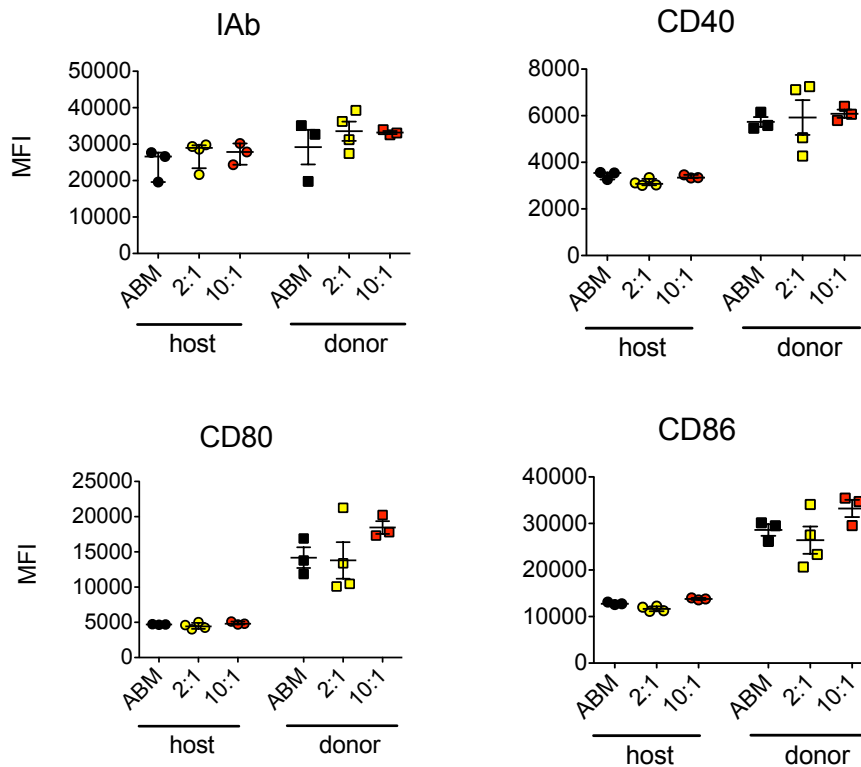 IAb
MFI
50000
40000
30000
20000
10000
0
ABM 2:1 10:1 ABM 2:1 10:1
host donor
CD40
8000
6000
4000
2000
0
ABM 2:1 10:1 ABM 2:1 10:1
host donor
CD80
MFI
25000
20000
15000
10000
5000
0
ABM 2:1 10:1 ABM 2:1 10:1
host donor
CD86
40000
30000
20000
10000
0
ABM 2:1 10:1 ABM 2:1 10:1
host donor